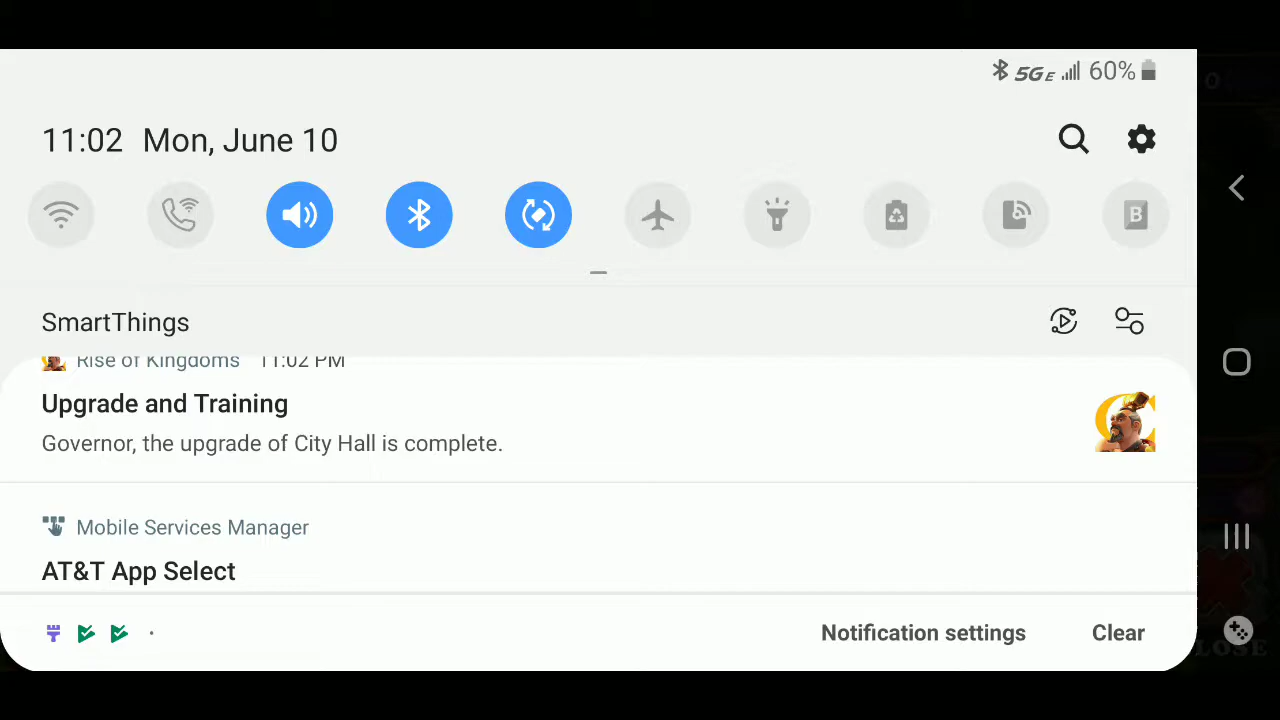 5GE 60%
11:02 Mon, June 10
B
SmartThings
Rise of Kingdoms 11:02 PM
Upgrade and Training
Governor, the upgrade of City Hall is complete.
Mobile Services Manager
AT&T App Select
Notification settings Clear